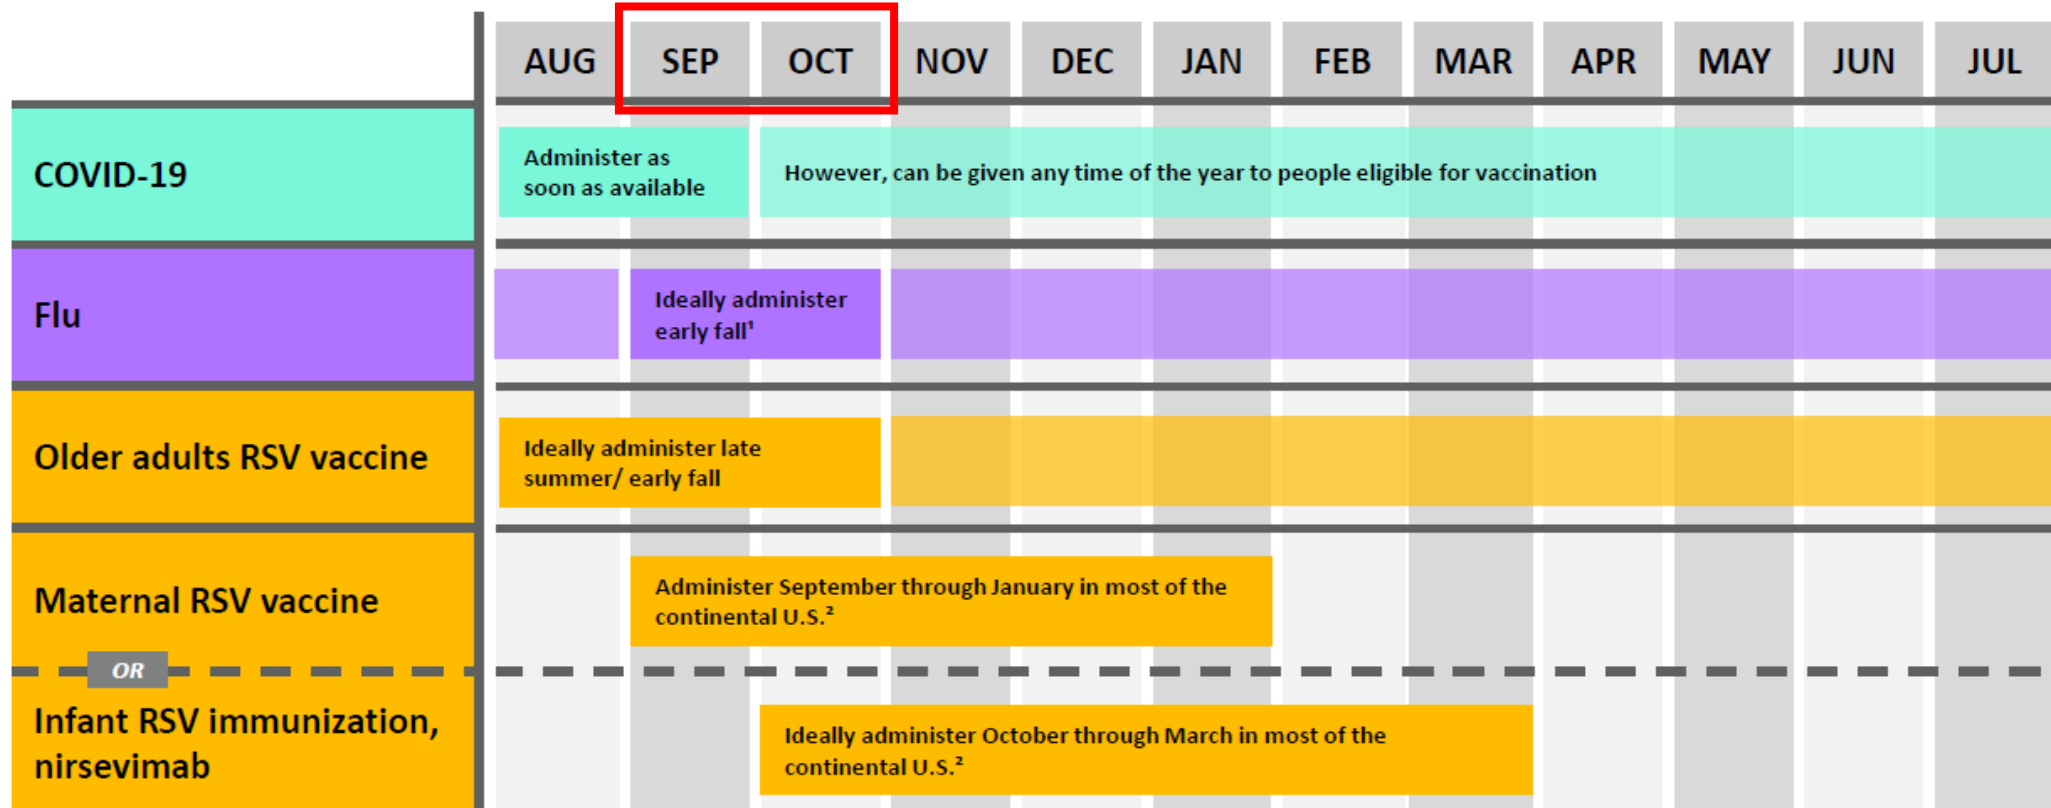 AUG SEP OCT NOV DEC JAN FEB MAR APR MAY JUN JUL
COVID-19
Administer as
soon as available
However, can be given any time of the year to people eligible for vaccination
Flu
Ideally administer
early fall¹
Older adults RSV vaccine
Ideally administer late
summer/ early fall
Maternal RSV vaccine
Administer September through January in most of the
continental U.S.²
OR
Infant RSV immunization,
nirsevimab
Ideally administer October through March in most of the
continental U.S.²